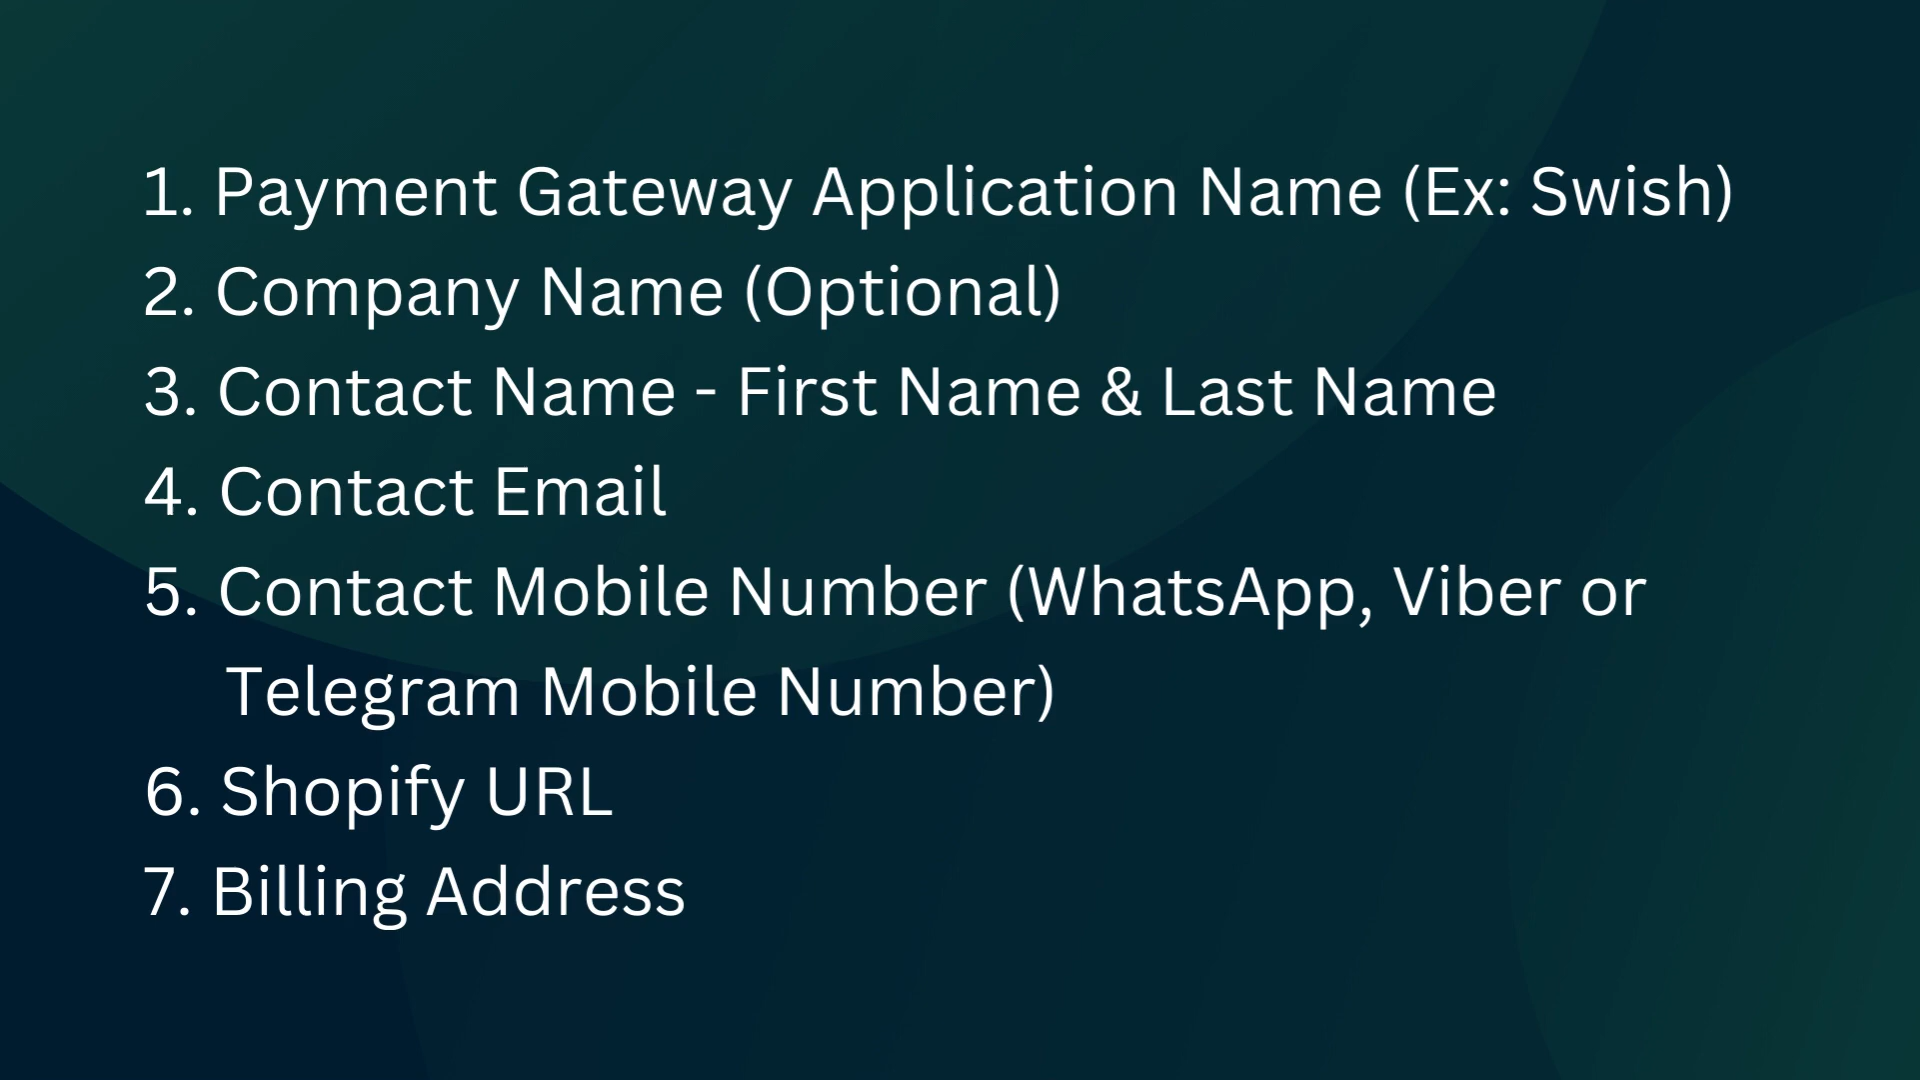 1. Payment Gateway Application Name (Ex: Swish)
2. Company Name (Optional)
3. Contact Name - First Name & Last Name
4. Contact Email
5. Contact Mobile Number (WhatsApp, Viber or
Telegram Mobile Number)
6. Shopify URL
7. Billing Address